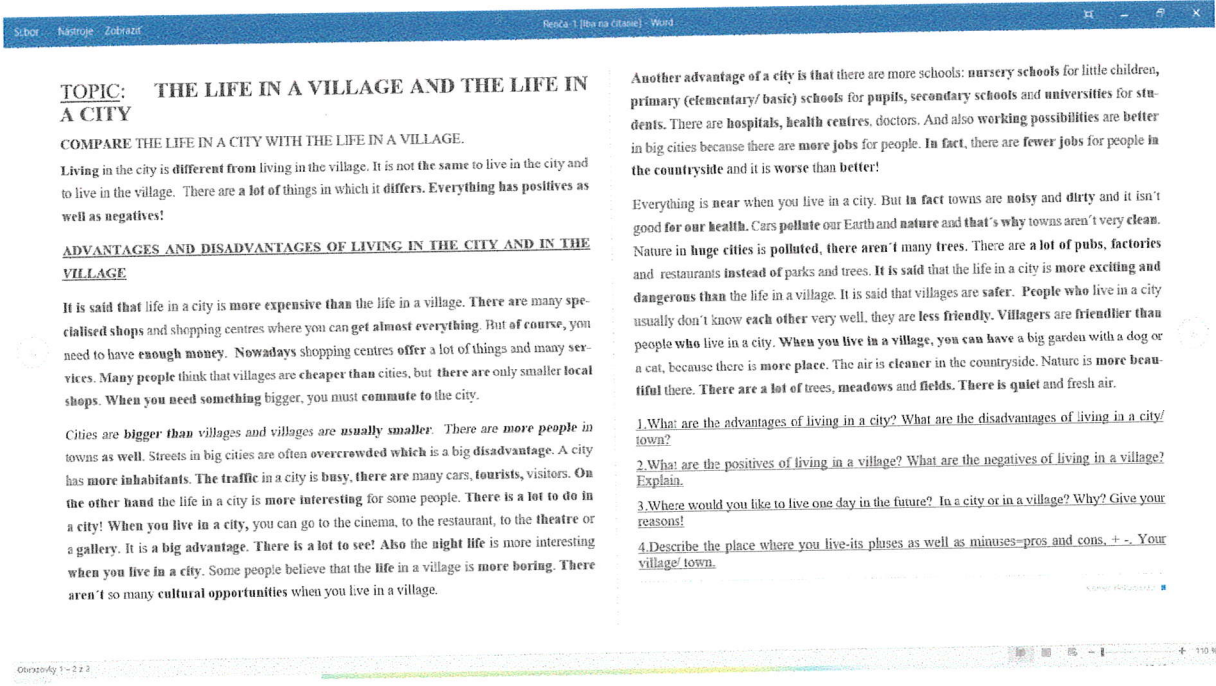 Súbor Nástroje Zobraziť
Renča-1 [Iba na čítanie] - Word
TOPIC: THE LIFE IN A VILLAGE AND THE LIFE IN
A CITY
COMPARE THE LIFE IN A CITY WITH THE LIFE IN A VILLAGE.
Living in the city is different from living in the village. It is not the same to live in the city and
to live in the village. There are a lot of things in which it differs. Everything has positives as
well as negatives!
ADVANTAGES AND DISADVANTAGES OF LIVING IN THE CITY AND IN THE
VILLAGE
It is said that life in a city is more expensive than the life in a village. There are many spe-
cialised shops and shopping centres where you can get almost everything. But of course, you
need to have enough money. Nowadays shopping centres offer a lot of things and many ser-
vices. Many people think that villages are cheaper than cities, but there are only smaller local
shops. When you need something bigger, you must commute to the city.
Cities are bigger than villages and villages are usually smaller. There are more people in
towns as well. Streets in big cities are often overcrowded which is a big disadvantage. A city
has more inhabitants. The traffic in a city is busy, there are many cars, tourists, visitors. On
the other hand the life in a city is more interesting for some people. There is a lot to do in
a city! When you live in a city, you can go to the cinema, to the restaurant, to the theatre or
a gallery. It is a big advantage. There is a lot to see! Also the night life is more interesting
when you live in a city. Some people believe that the life in a village is more boring. There
aren´t so many cultural opportunities when you live in a village.
Another advantage of a city is that there are more schools: nursery schools for little children,
primary (elementary/ basic) schools for pupils, secondary schools and universities for stu-
dents. There are hospitals, health centres, doctors. And also working possibilities are better
in big cities because there are more jobs for people. In fact, there are fewer jobs for people in
the countryside and it is worse than better!
Everything is near when you live in a city. But in fact towns are noisy and dirty and it isn´t
good for our health. Cars pollute our Earth and nature and that´s why towns aren´t very clean.
Nature in huge cities is polluted, there aren´t many trees. There are a lot of pubs, factories
and restaurants instead of parks and trees. It is said that the life in a city is more exciting and
dangerous than the life in a village. It is said that villages are safer. People who live in a city
usually don´t know each other very well, they are less friendly. Villagers are friendlier than
people who live in a city. When you live in a village, you can have a big garden with a dog or
a cat, because there is more place. The air is cleaner in the countryside. Nature is more beau-
tiful there. There are a lot of trees, meadows and fields. There is quiet and fresh air.
1.What are the advantages of living in a city? What are the disadvantages of living in a city/
town?
2.What are the positives of living in a village? What are the negatives of living in a village?
Explain.
3.Where would you like to live one day in the future? In a city or in a village? Why? Give your
reasons!
4.Describe the place where you live-its pluses as well as minuses=pros and cons, + -. Your
village/ town.
Obrazovky 1 – 2 z 3
110 %